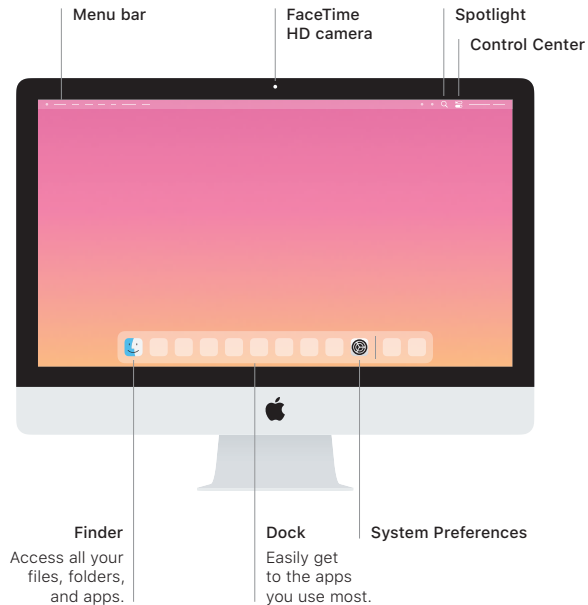 Menu bar
FaceTime
HD camera
Spotlight
Control Center
Finder
Access all your
files, folders,
and apps.
Dock
Easily get
to the apps
you use most.
System Preferences